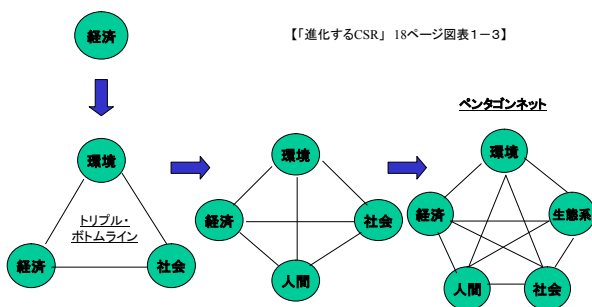 経済
【「進化するCSR」 18ページ図表1－3】
ペンタゴンネット
環境
トリプル・
ボトムライン
経済
社会
環境
経済
社会
人間
環境
経済
生態系
人間
社会